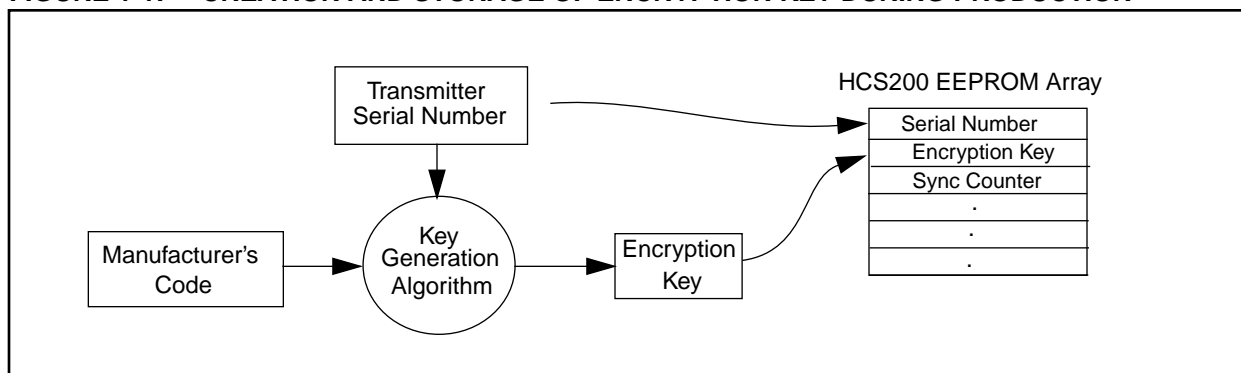 Transmitter
Serial Number
HCS200 EEPROM Array
Serial Number
Encryption Key
Sync Counter
.
.
.
Manufacturer's
Code
Key
Generation
Algorithm
Encryption
Key